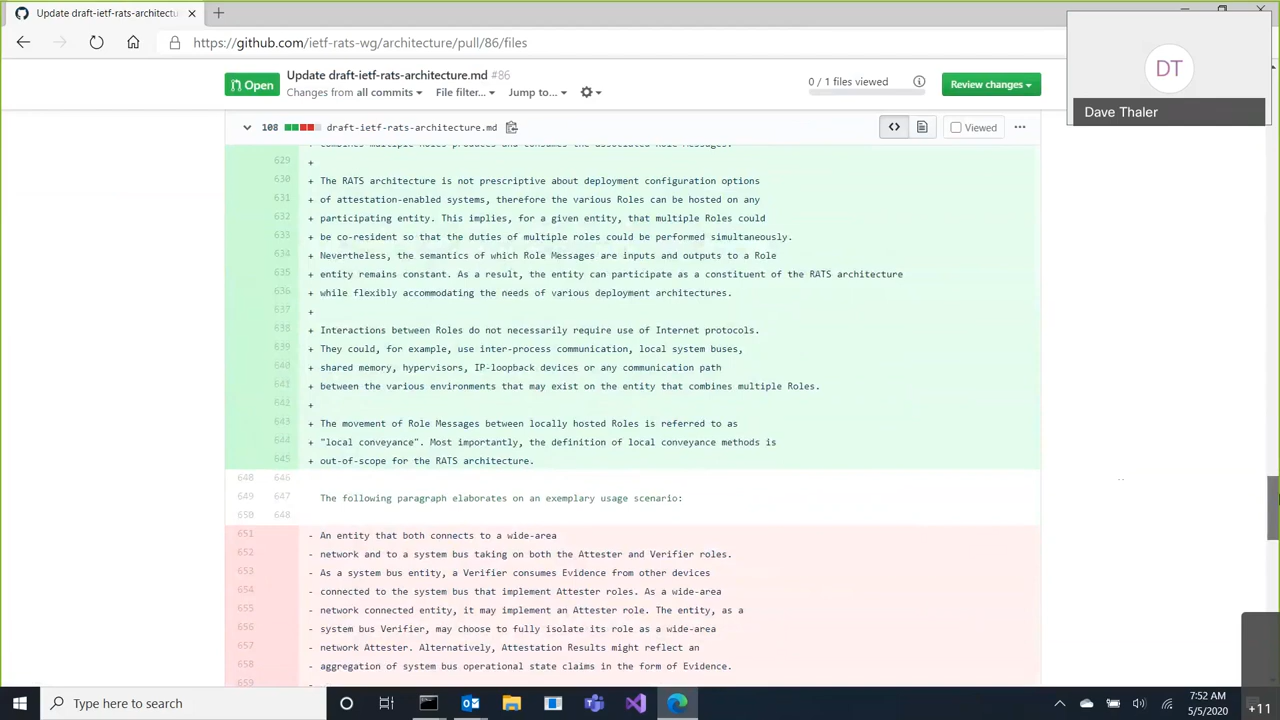 Update draft-ietf-rats-architectu
https://github.com/ietf-rats-wg/architecture/pull/86/files
DT
Dave Thaler
Open
Update draft-ietf-rats-architecture.md #86
Changes from all commits
File filter...
Jump to...
0 / 1 files viewed
Review changes
108
draft-ietf-rats-architecture.md
Viewed
combines multiple Roles produces and consumes the associated Role Messages.
629 +
630 + The RATS architecture is not prescriptive about deployment configuration options
631 + of attestation-enabled systems, therefore the various Roles can be hosted on any
632 + participating entity. This implies, for a given entity, that multiple Roles could
633 + be co-resident so that the duties of multiple roles could be performed simultaneously.
634 + Nevertheless, the semantics of which Role Messages are inputs and outputs to a Role
635 + entity remains constant. As a result, the entity can participate as a constituent of the RATS architecture
636 + while flexibly accommodating the needs of various deployment architectures.
637 +
638 + Interactions between Roles do not necessarily require use of Internet protocols.
639 + They could, for example, use inter-process communication, local system buses,
640 + shared memory, hypervisors, IP-loopback devices or any communication path
641 + between the various environments that may exist on the entity that combines multiple Roles.
642 +
643 + The movement of Role Messages between locally hosted Roles is referred to as
644 + "local conveyance". Most importantly, the definition of local conveyance methods is
645 + out-of-scope for the RATS architecture.
648 646
649 647 The following paragraph elaborates on an exemplary usage scenario:
650 648
651 - An entity that both connects to a wide-area
652 - network and to a system bus taking on both the Attester and Verifier roles.
653 - As a system bus entity, a Verifier consumes Evidence from other devices
654 - connected to the system bus that implement Attester roles. As a wide-area
655 - network connected entity, it may implement an Attester role. The entity, as a
656 - system bus Verifier, may choose to fully isolate its role as a wide-area
657 - network Attester. Alternatively, Attestation Results might reflect an
658 - aggregation of system bus operational state claims in the form of Evidence.
659 -
Type here to search
7:52 AM
5/5/2020
+11